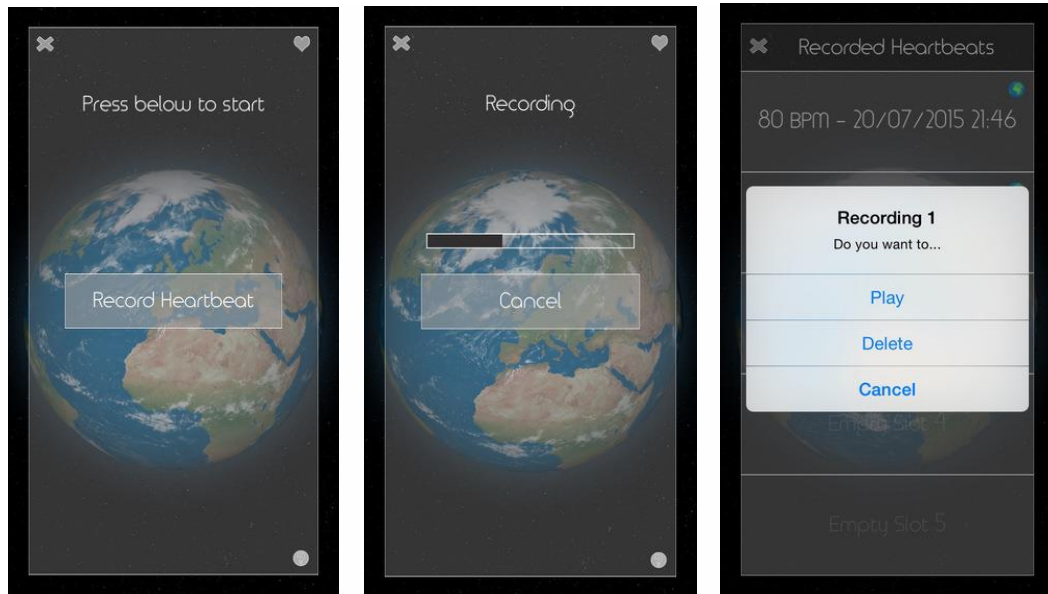 Press below to start
Record Heartbeat
Recording
Cancel
Recorded Heartbeats
80 BPM - 20/07/2015 21:46
Recording 1
Do you want to...
Play
Delete
Cancel
Empty Slot 4
Empty Slot 5